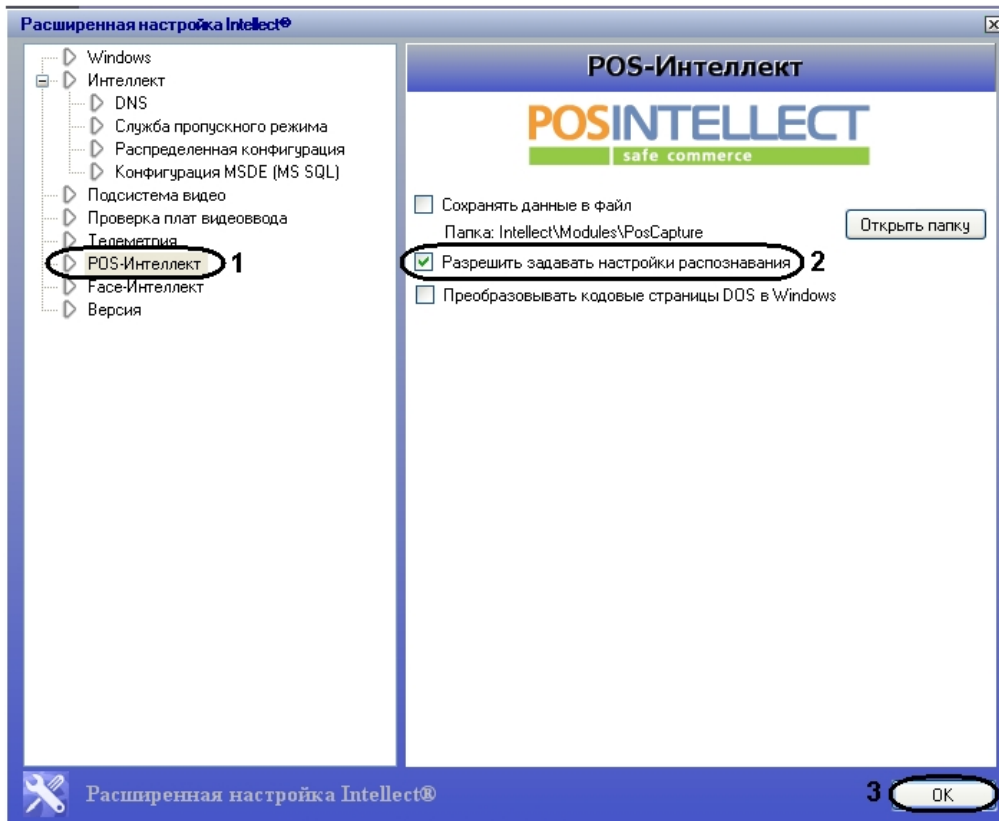 Расширенная настройка Intellect®
Windows
Интеллект
DNS
Служба пропускного режима
Распределенная конфигурация
Конфигурация MSDE (MS SQL)
Подсистема видео
Проверка плат видеоввода
Телеметрия
POS-Интеллект 1
Face-Интеллект
Версия
POS-Интеллект
POSINTELLECT
safe commerce
Сохранять данные в файл
Папка: Intellect\Modules\PosCapture
Открыть папку
Разрешить задавать настройки распознавания 2
Преобразовывать кодовые страницы DOS в Windows
Расширенная настройка Intellect®
3 OK